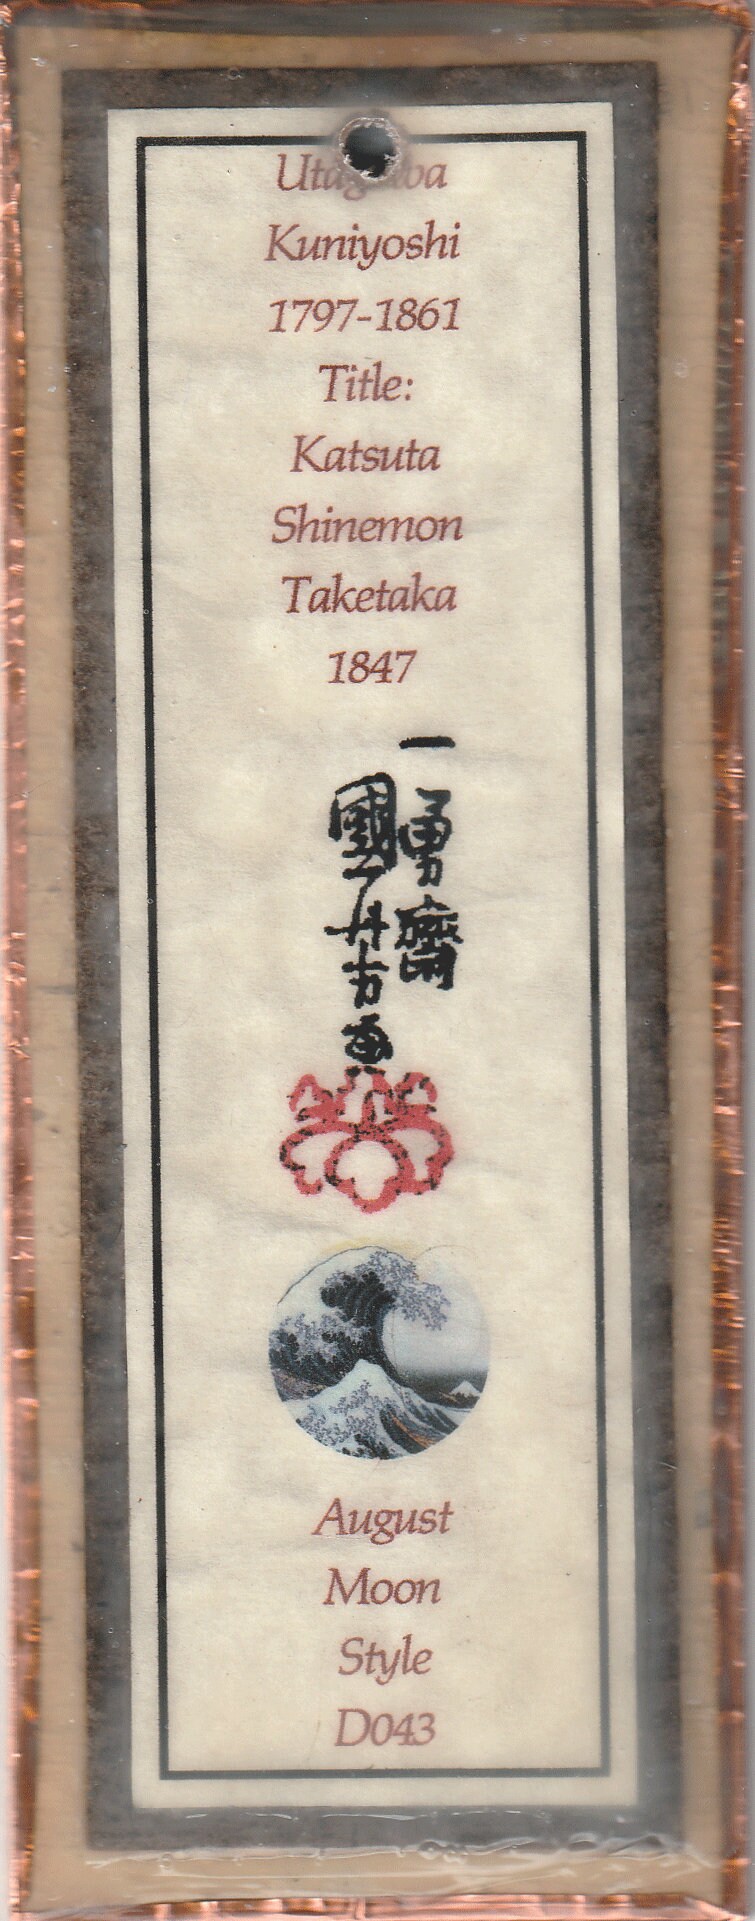 Utagawa
Kuniyoshi
1797-1861
Title:
Katsuta
Shinemon
Taketaka
1847
一勇齋
國芳画
August
Moon
Style
D043